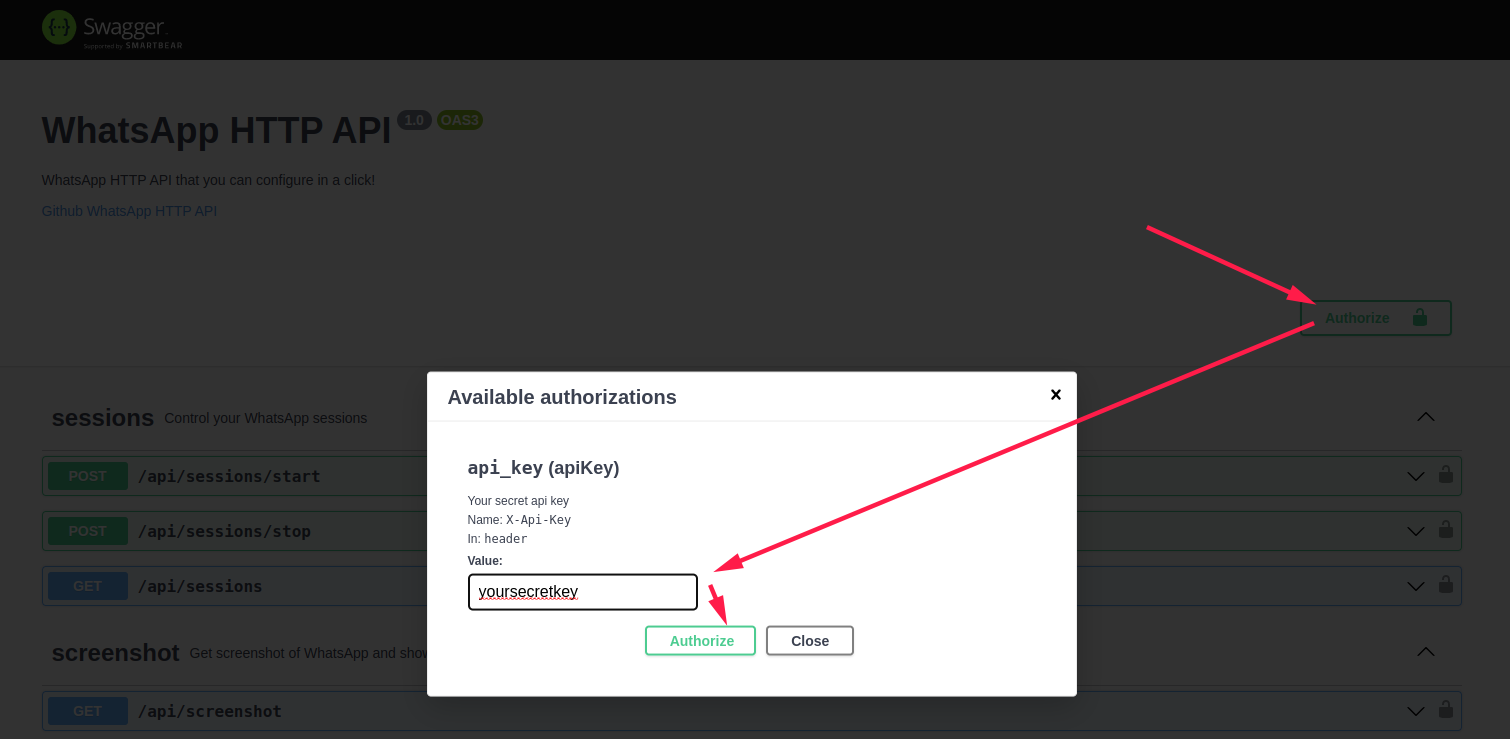 Swagger.
Supported by SMARTBEAR
WhatsApp HTTP API 1.0 OAS3
WhatsApp HTTP API that you can configure in a click!
Github WhatsApp HTTP API
Authorize
Available authorizations
sessions Control your WhatsApp sessions
api_key (apiKey)
POST /api/sessions/start
Your secret api key
Name: X-Api-Key
POST /api/sessions/stop
In: header
Value:
GET /api/sessions
yoursecretkey
Authorize Close
screenshot Get screenshot of WhatsApp and show
GET /api/screenshot